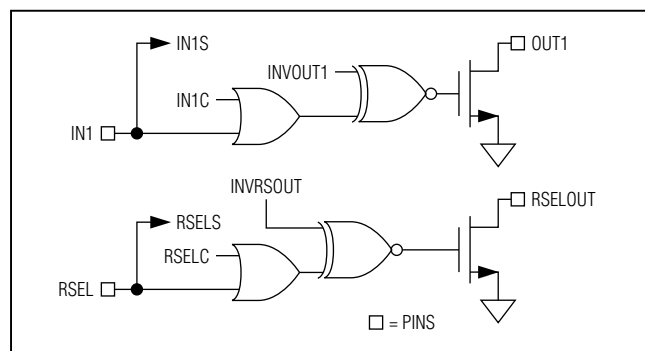 IN1S
OUT1
INVOUT1
IN1C
IN1
INVRSOUT
RSELOUT
RSELS
RSELC
RSEL
= PINS